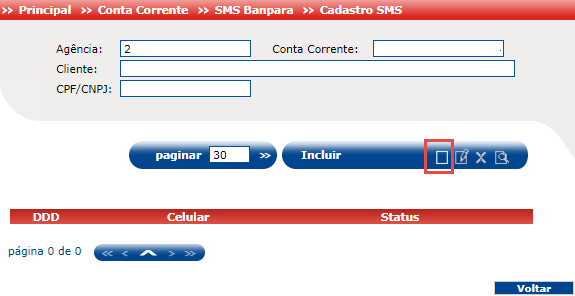 >> Principal >> Conta Corrente >> SMS Banpara >> Cadastro SMS
Agência: 2 Conta Corrente: .
Cliente:
CPF/CNPJ:
paginar 30 >> Incluir
DDD Celular Status
página 0 de 0 << < > >>
Voltar